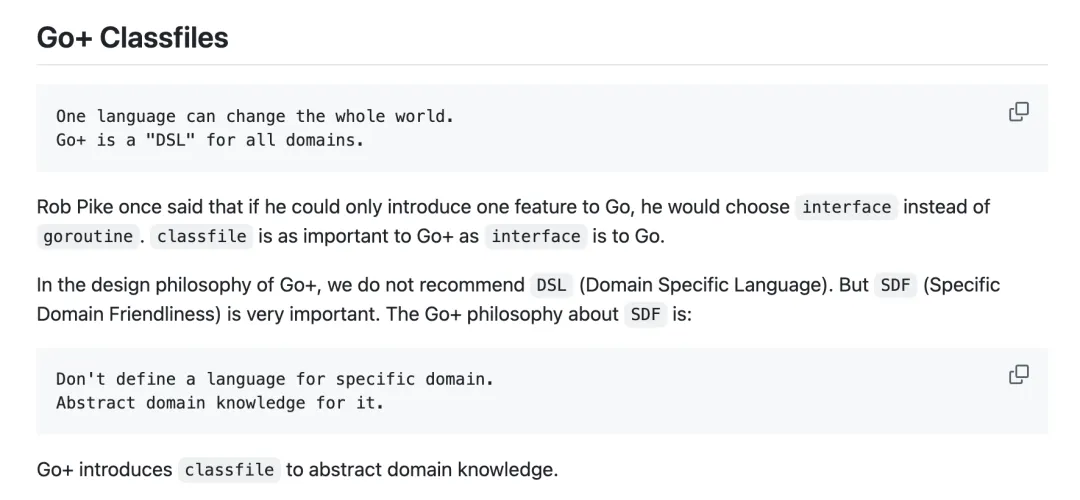 Go+ Classfiles
One language can change the whole world.
Go+ is a "DSL" for all domains.
Rob Pike once said that if he could only introduce one feature to Go, he would choose interface instead of
goroutine. classfile is as important to Go+ as interface is to Go.
In the design philosophy of Go+, we do not recommend DSL (Domain Specific Language). But SDF (Specific
Domain Friendliness) is very important. The Go+ philosophy about SDF is:
Don't define a language for specific domain.
Abstract domain knowledge for it.
Go+ introduces classfile to abstract domain knowledge.